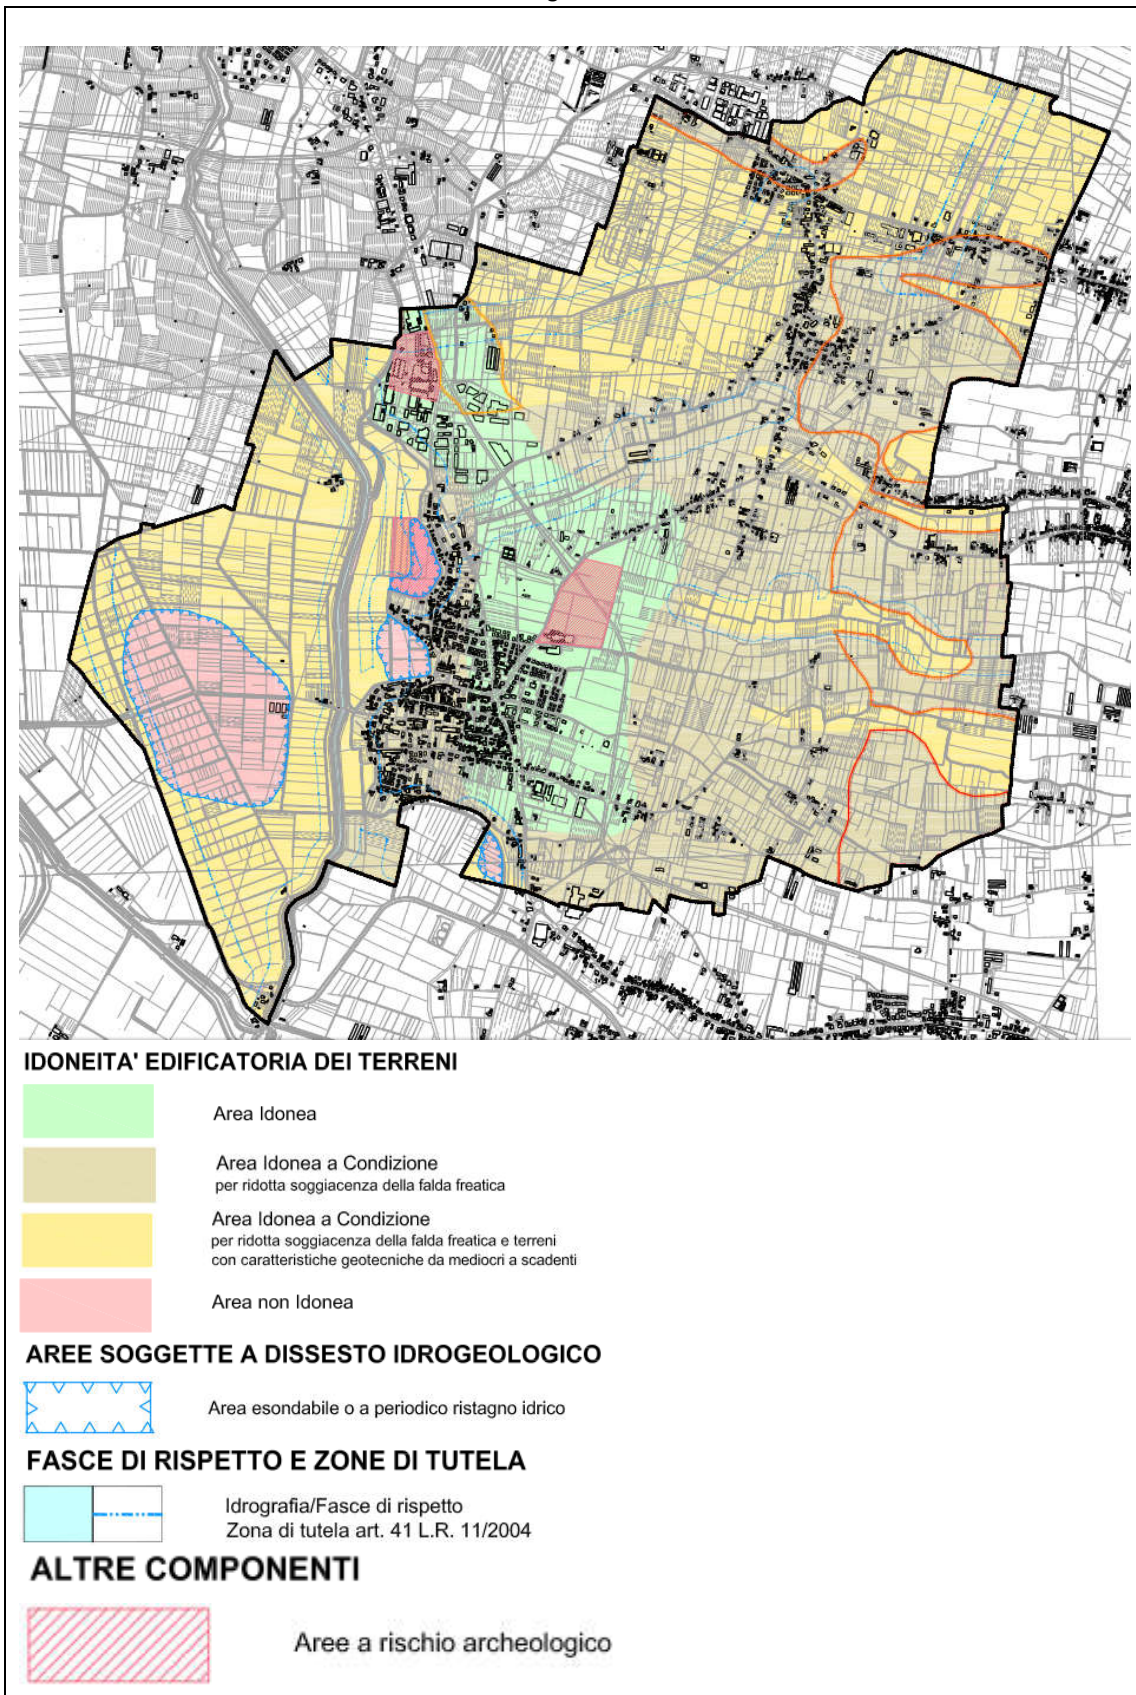 IDONEITA' EDIFICATORIA DEI TERRENI
Area Idonea
Area Idonea a Condizione
per ridotta soggiacenza della falda freatica
Area Idonea a Condizione
per ridotta soggiacenza della falda freatica e terreni
con caratteristiche geotecniche da mediocri a scadenti
Area non Idonea
AREE SOGGETTE A DISSESTO IDROGEOLOGICO
Area esondabile o a periodico ristagno idrico
FASCE DI RISPETTO E ZONE DI TUTELA
Idrografia/Fasce di rispetto
Zona di tutela art. 41 L.R. 11/2004
ALTRE COMPONENTI
Aree a rischio archeologico